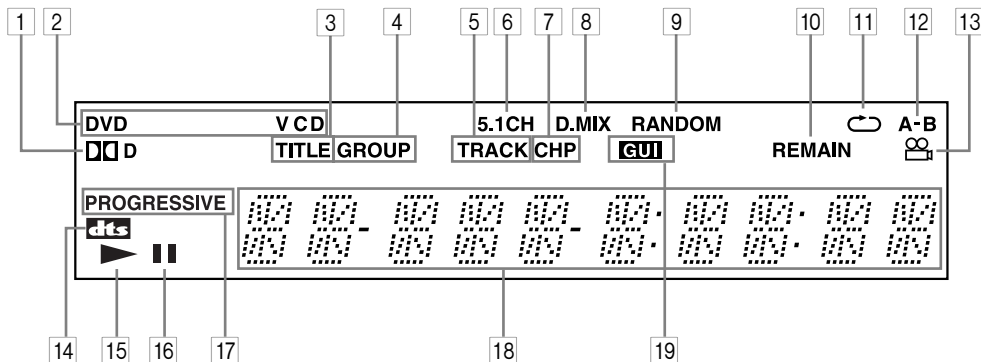 1 2 3 4 5 6 7 8 9 10 11 12 13
DVD VCD 5.1CH D.MIX RANDOM A-B
D TITLE GROUP TRACK CHP GUI REMAIN
PROGRESSIVE
dts
14 15 16 17 18 19